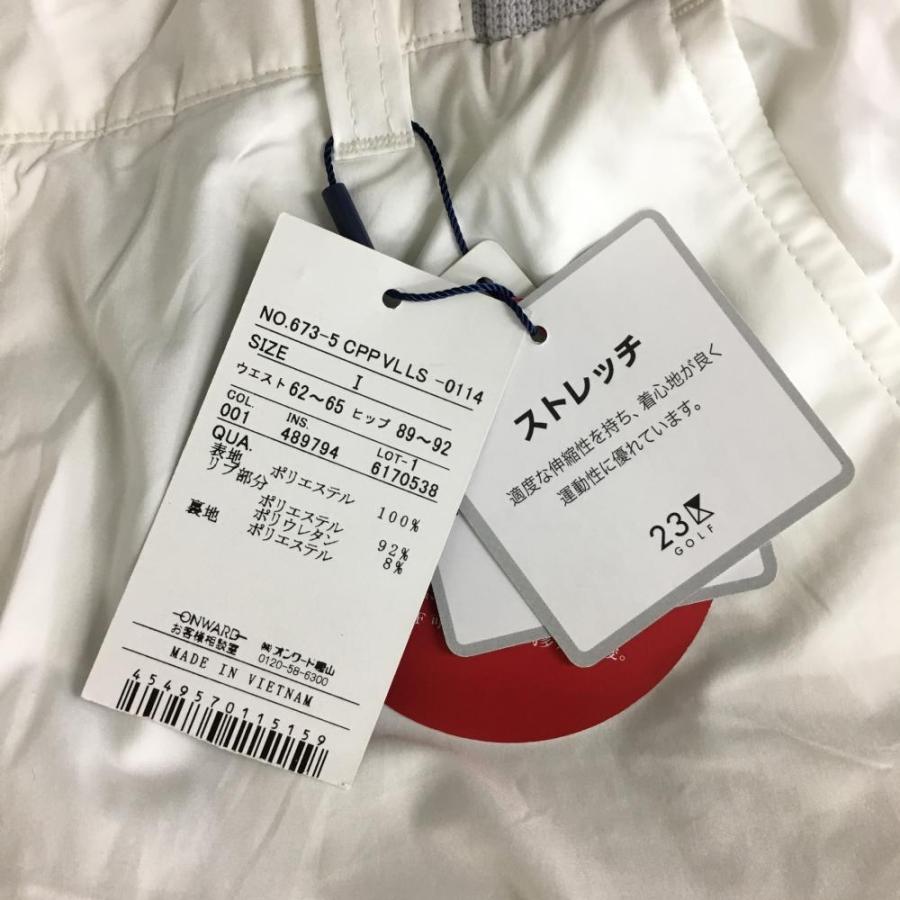 NO.673-5 CPPVLLS -0114
SIZE
I
ウエスト 62〜65 ヒップ 89〜92
COL. INS. LOT-1
001 489794 6170538
QUA.
表地 ポリエステル 100%
リブ部分
ポリエステル 92%
ポリウレタン 8%
裏地 ポリエステル
ONWARD
お客様相談室 ㈱オンワード樫山
0120-58-6300
MADE IN VIETNAM
4549570115159
ストレッチ
適度な伸縮性を持ち、着心地が良く
運動性に優れています。
23
GOLF